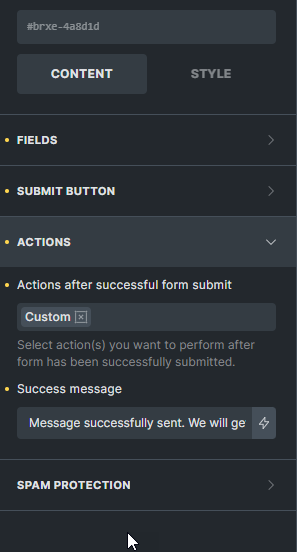 #brxe-4a8d1d
CONTENT STYLE
FIELDS
SUBMIT BUTTON
ACTIONS
Actions after successful form submit
Custom
Select action(s) you want to perform after
form has been successfully submitted.
Success message
Message successfully sent. We will ge
SPAM PROTECTION